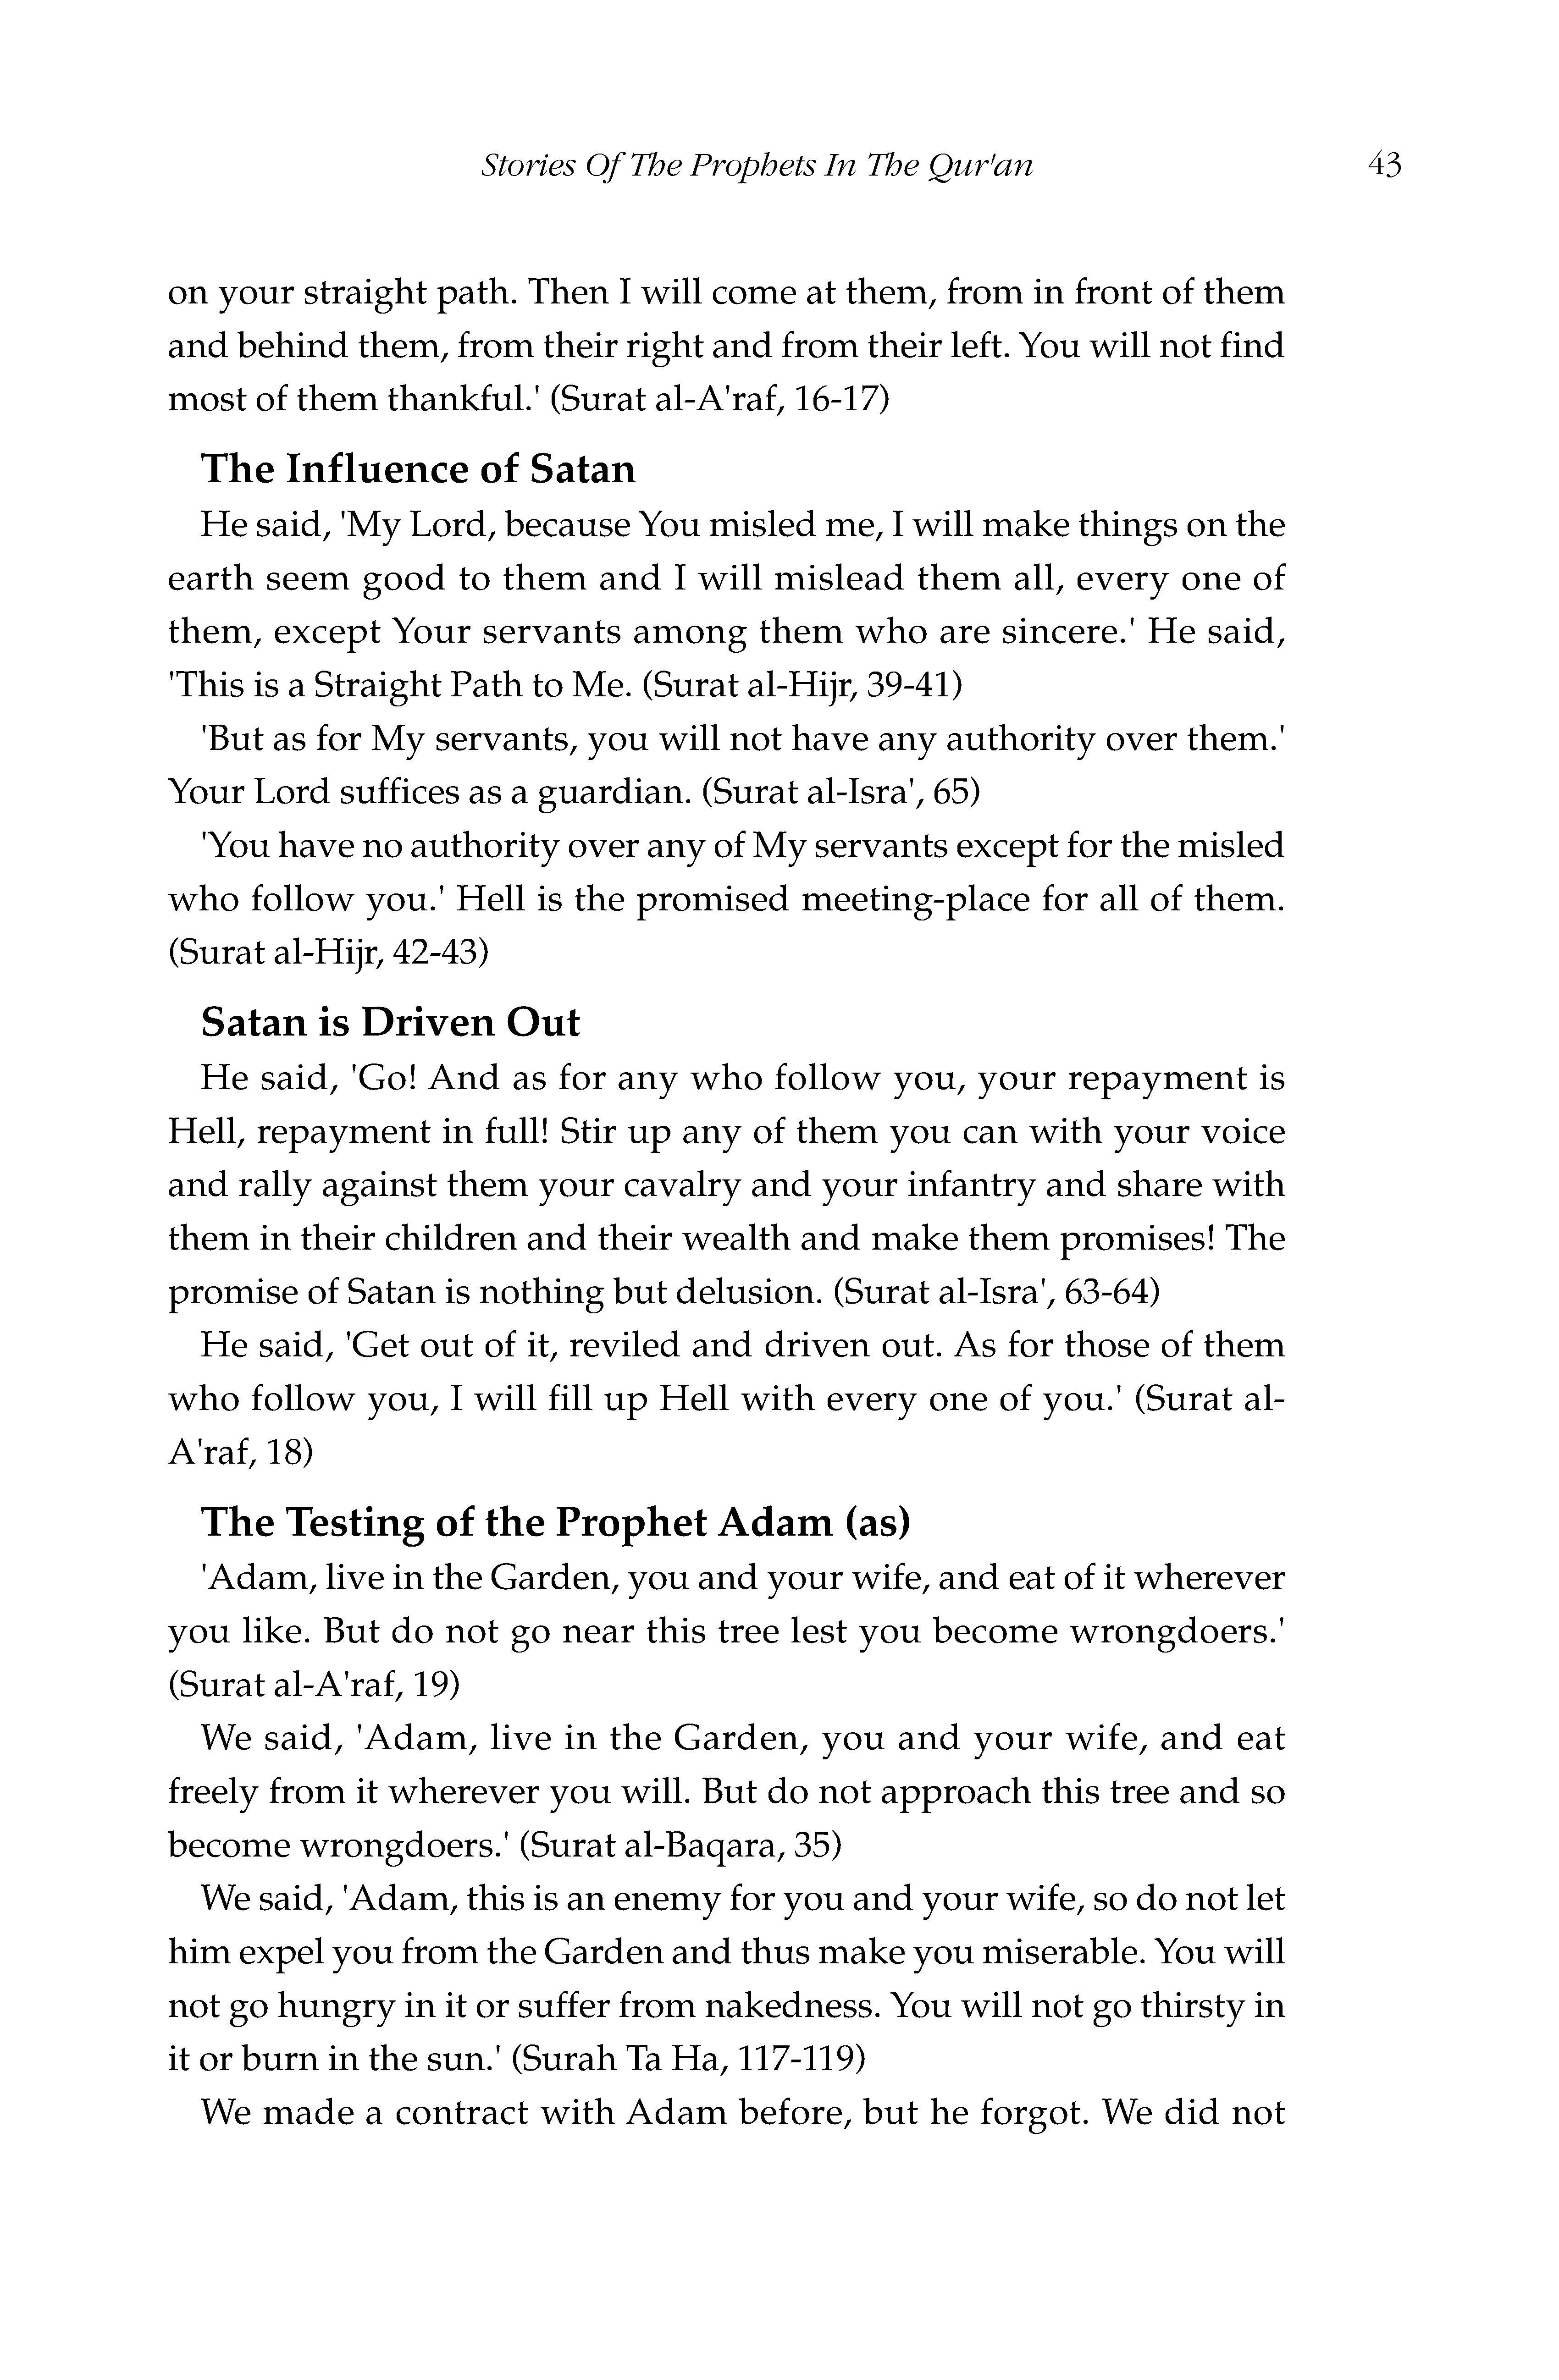 Stories Of The Prophets In The Qur'an 43
on your straight path. Then I will come at them, from in front of them
and behind them, from their right and from their left. You will not find
most of them thankful.' (Surat al-A'raf, 16-17)
The Influence of Satan
He said, 'My Lord, because You misled me, I will make things on the
earth seem good to them and I will mislead them all, every one of
them, except Your servants among them who are sincere.' He said,
'This is a Straight Path to Me. (Surat al-Hijr, 39-41)
'But as for My servants, you will not have any authority over them.'
Your Lord suffices as a guardian. (Surat al-Isra', 65)
'You have no authority over any of My servants except for the misled
who follow you.' Hell is the promised meeting-place for all of them.
(Surat al-Hijr, 42-43)
Satan is Driven Out
He said, 'Go! And as for any who follow you, your repayment is
Hell, repayment in full! Stir up any of them you can with your voice
and rally against them your cavalry and your infantry and share with
them in their children and their wealth and make them promises! The
promise of Satan is nothing but delusion. (Surat al-Isra', 63-64)
He said, 'Get out of it, reviled and driven out. As for those of them
who follow you, I will fill up Hell with every one of you.' (Surat al-
A'raf, 18)
The Testing of the Prophet Adam (as)
'Adam, live in the Garden, you and your wife, and eat of it wherever
you like. But do not go near this tree lest you become wrongdoers.'
(Surat al-A'raf, 19)
We said, 'Adam, live in the Garden, you and your wife, and eat
freely from it wherever you will. But do not approach this tree and so
become wrongdoers.' (Surat al-Baqara, 35)
We said, 'Adam, this is an enemy for you and your wife, so do not let
him expel you from the Garden and thus make you miserable. You will
not go hungry in it or suffer from nakedness. You will not go thirsty in
it or burn in the sun.' (Surah Ta Ha, 117-119)
We made a contract with Adam before, but he forgot. We did not